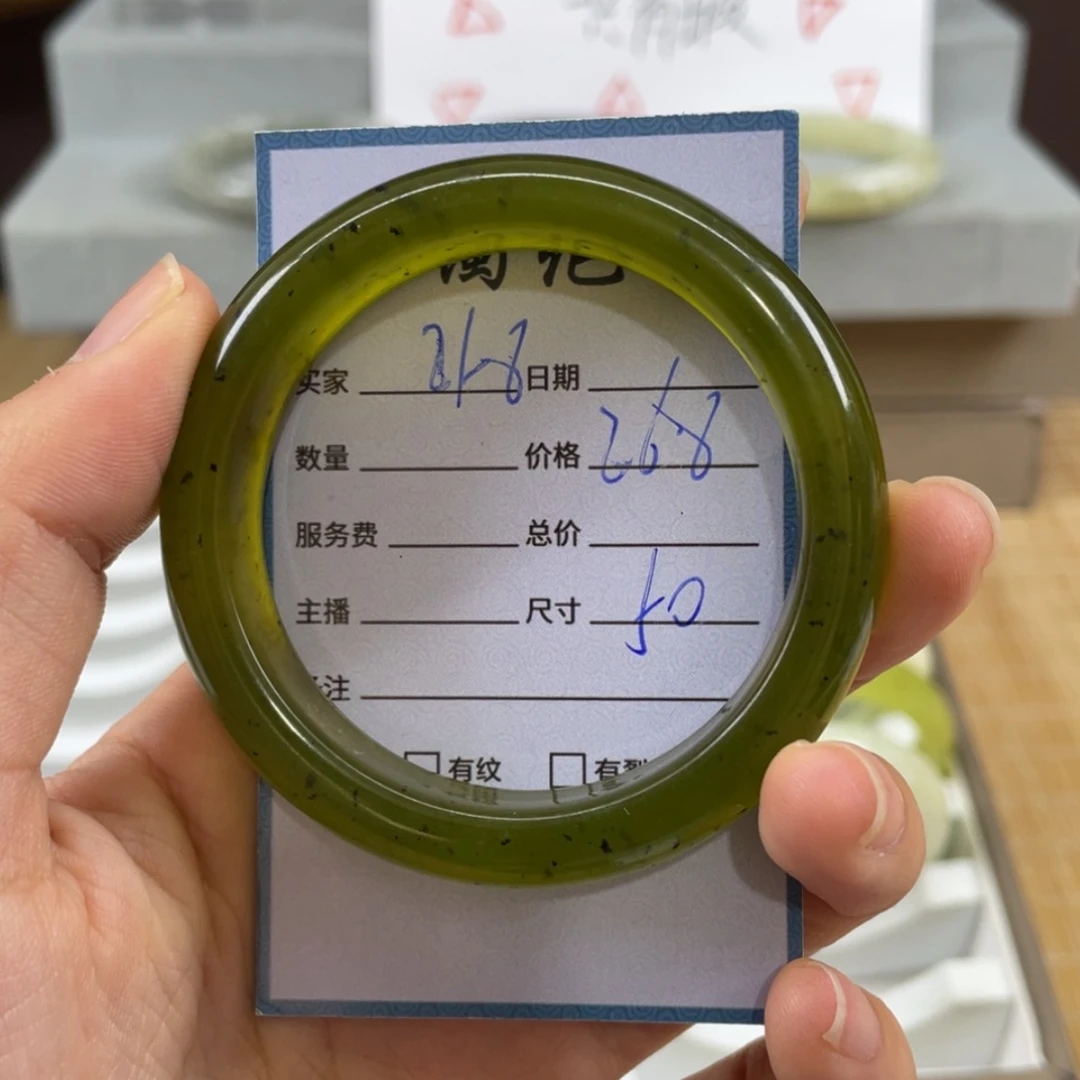 买家 268 日期
数量 价格 268
服务费 总价
主播 尺寸 50
注
有纹 有裂